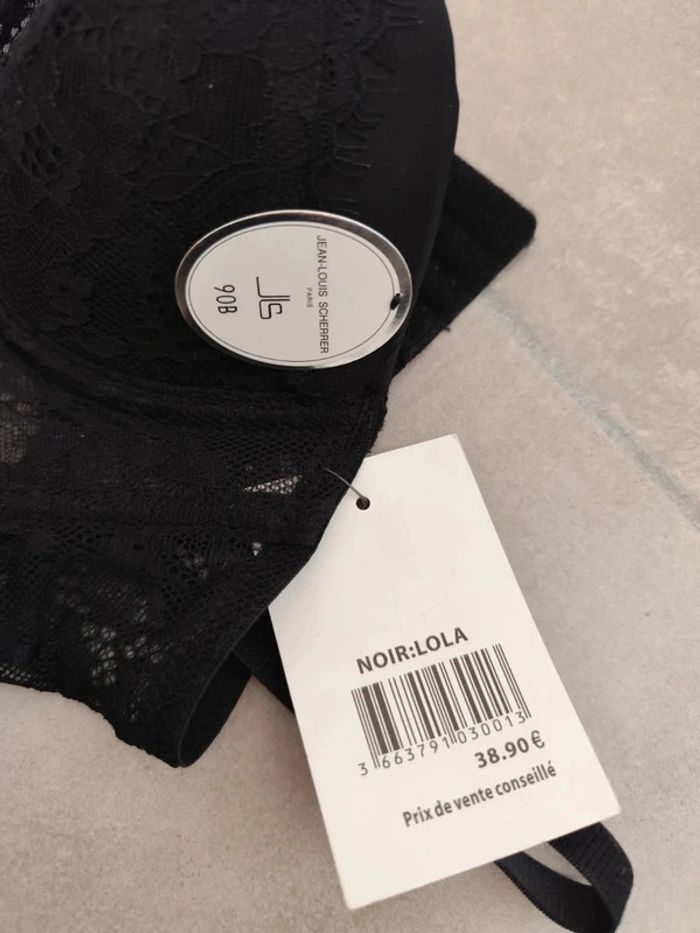 JEAN-LOUIS SCHERRER
PARIS
JLS
90B
NOIR:LOLA
3 663791 030013
38.90€
Prix de vente conseillé